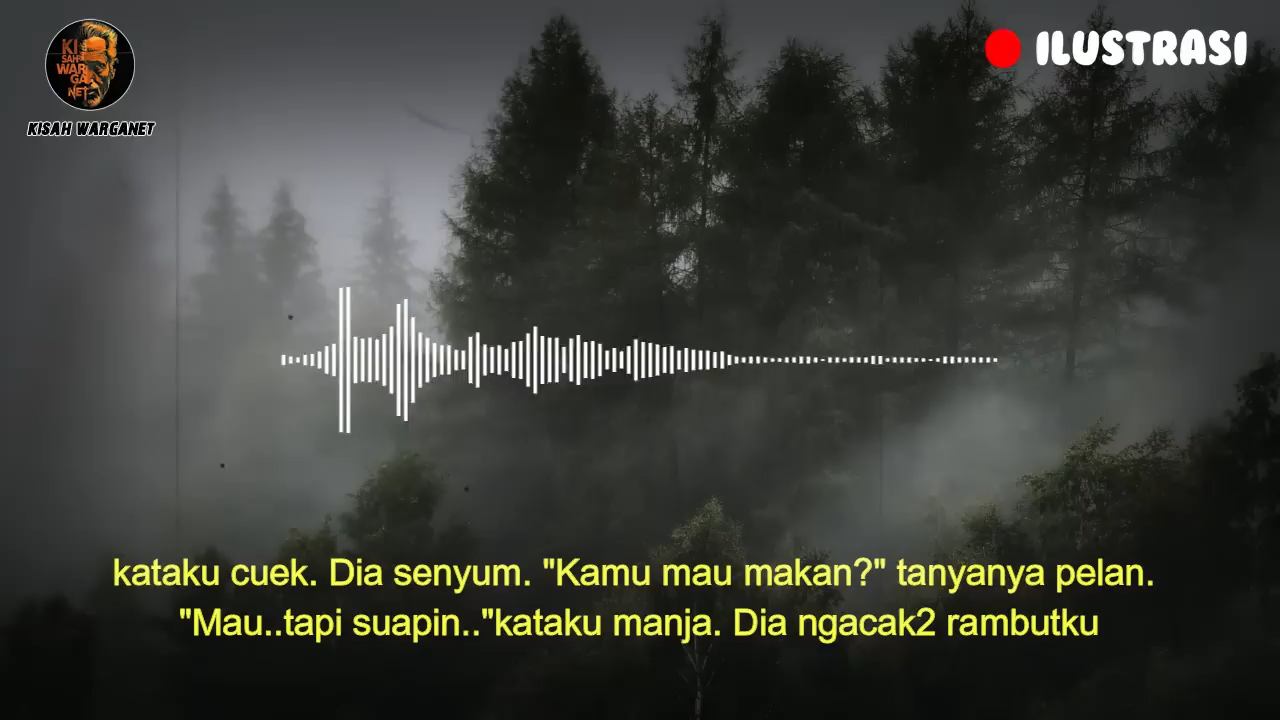 KI
SAH
WAR
GA
NET
KISAH WARGANET
ILUSTRASI
kataku cuek. Dia senyum. "Kamu mau makan?" tanyanya pelan.
"Mau..tapi suapin.."kataku manja. Dia ngacak2 rambutku